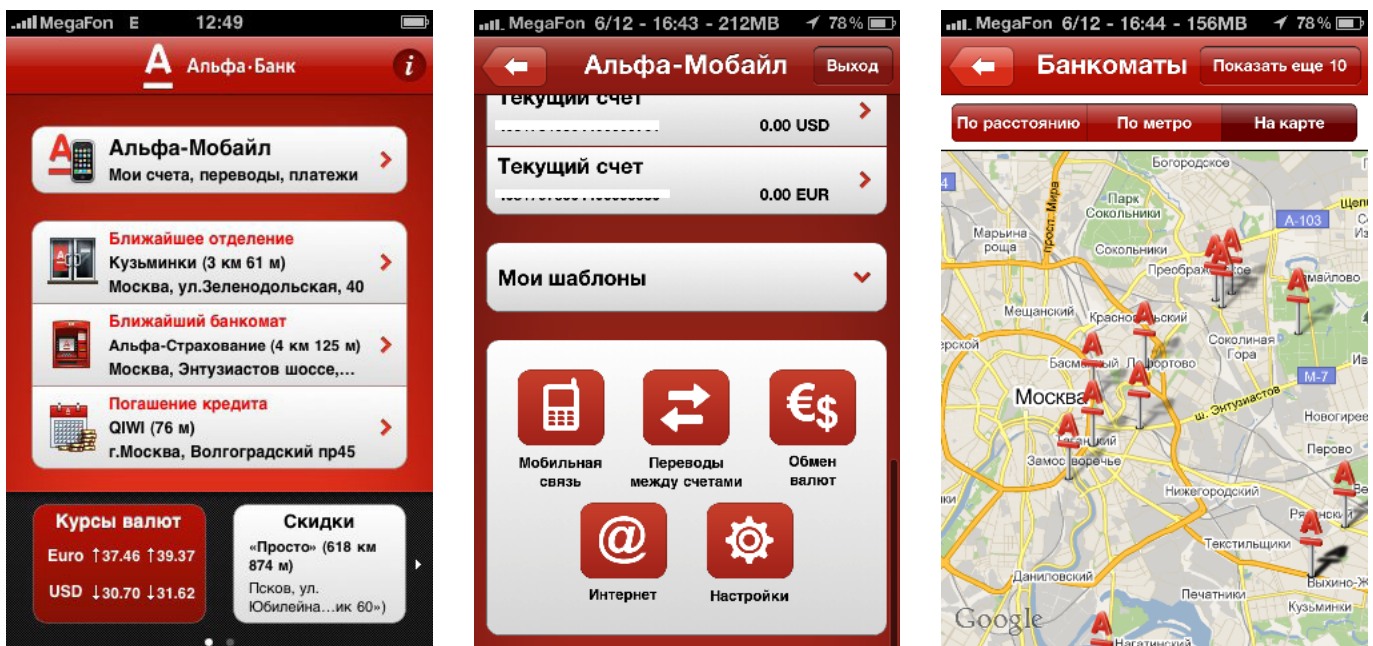 MegaFon E 12:49
А Альфа·Банк i
Альфа-Мобайл
Мои счета, переводы, платежи
Ближайшее отделение
Кузьминки (3 км 61 м)
Москва, ул.Зеленодольская, 40
Ближайший банкомат
Альфа-Страхование (4 км 125 м)
Москва, Энтузиастов шоссе,...
Погашение кредита
QIWI (76 м)
г.Москва, Волгоградский пр45
Курсы валют
Euro ↑37.46 ↑39.37
USD ↓30.70 ↓31.62
Скидки
«Просто» (618 км
874 м)
Псков, ул.
Юбилейна...ик 60»)
MegaFon 6/12 - 16:43 - 212MB 78%
Альфа-Мобайл
Выход
Текущий счет
0.00 USD
Текущий счет
0.00 EUR
Мои шаблоны
Мобильная
связь
Переводы
между счетами
€$
Обмен
валют
@
Интернет
Настройки
MegaFon 6/12 - 16:44 - 156MB 78%
Банкоматы
Показать еще 10
По расстоянию
По метро
На карте
Богородское
4
просп. Мира
Парк
Сокольники
Щелк
А-103
Марьина
роща
Сокольники
Преображенское
Измайлово
Мещанский
Красносельский
Соколиная
Гора
Басманный
Лефортово
М-7
Москва
ш. Энтузиастов
Новогирее
Таганский
Перово
Замоскворечье
Нижегородский
Рязанский
Текстильщики
Даниловский
Выхино-Ж
Печатники
Кузьминки
Google
Нагатинский